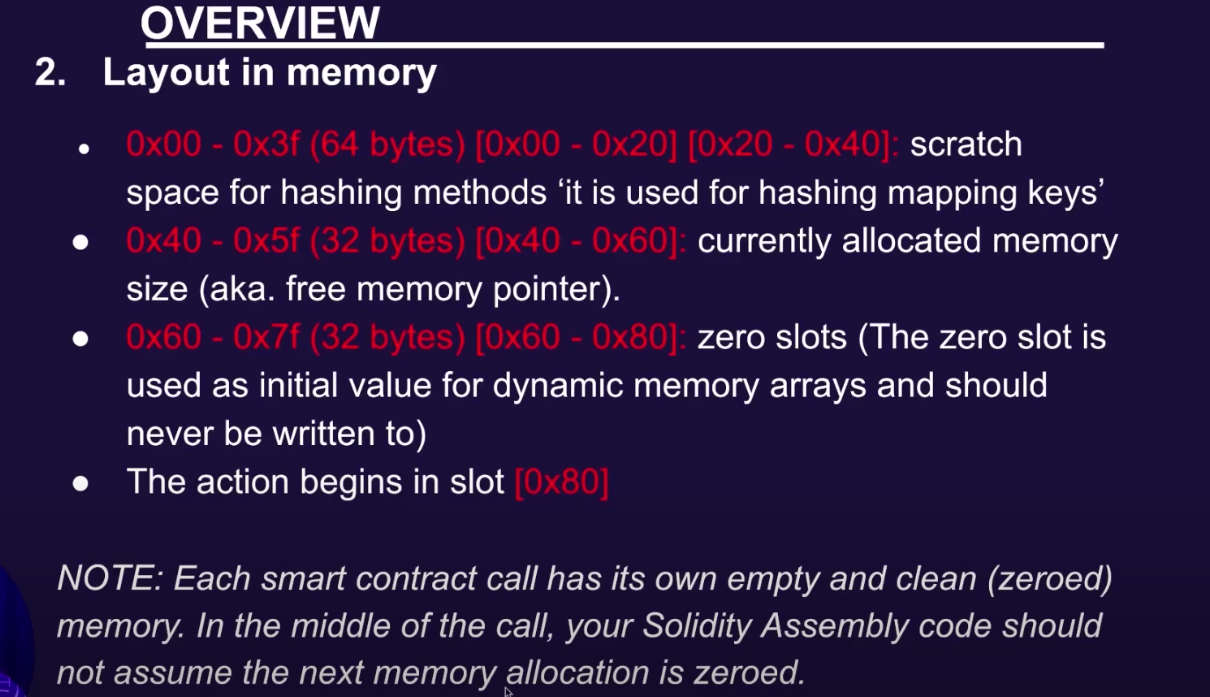 OVERVIEW
2. Layout in memory
• 0x00 - 0x3f (64 bytes) [0x00 - 0x20] [0x20 - 0x40]: scratch
space for hashing methods ‘it is used for hashing mapping keys’
● 0x40 - 0x5f (32 bytes) [0x40 - 0x60]: currently allocated memory
size (aka. free memory pointer).
● 0x60 - 0x7f (32 bytes) [0x60 - 0x80]: zero slots (The zero slot is
used as initial value for dynamic memory arrays and should
never be written to)
● The action begins in slot [0x80]
NOTE: Each smart contract call has its own empty and clean (zeroed)
memory. In the middle of the call, your Solidity Assembly code should
not assume the next memory allocation is zeroed.